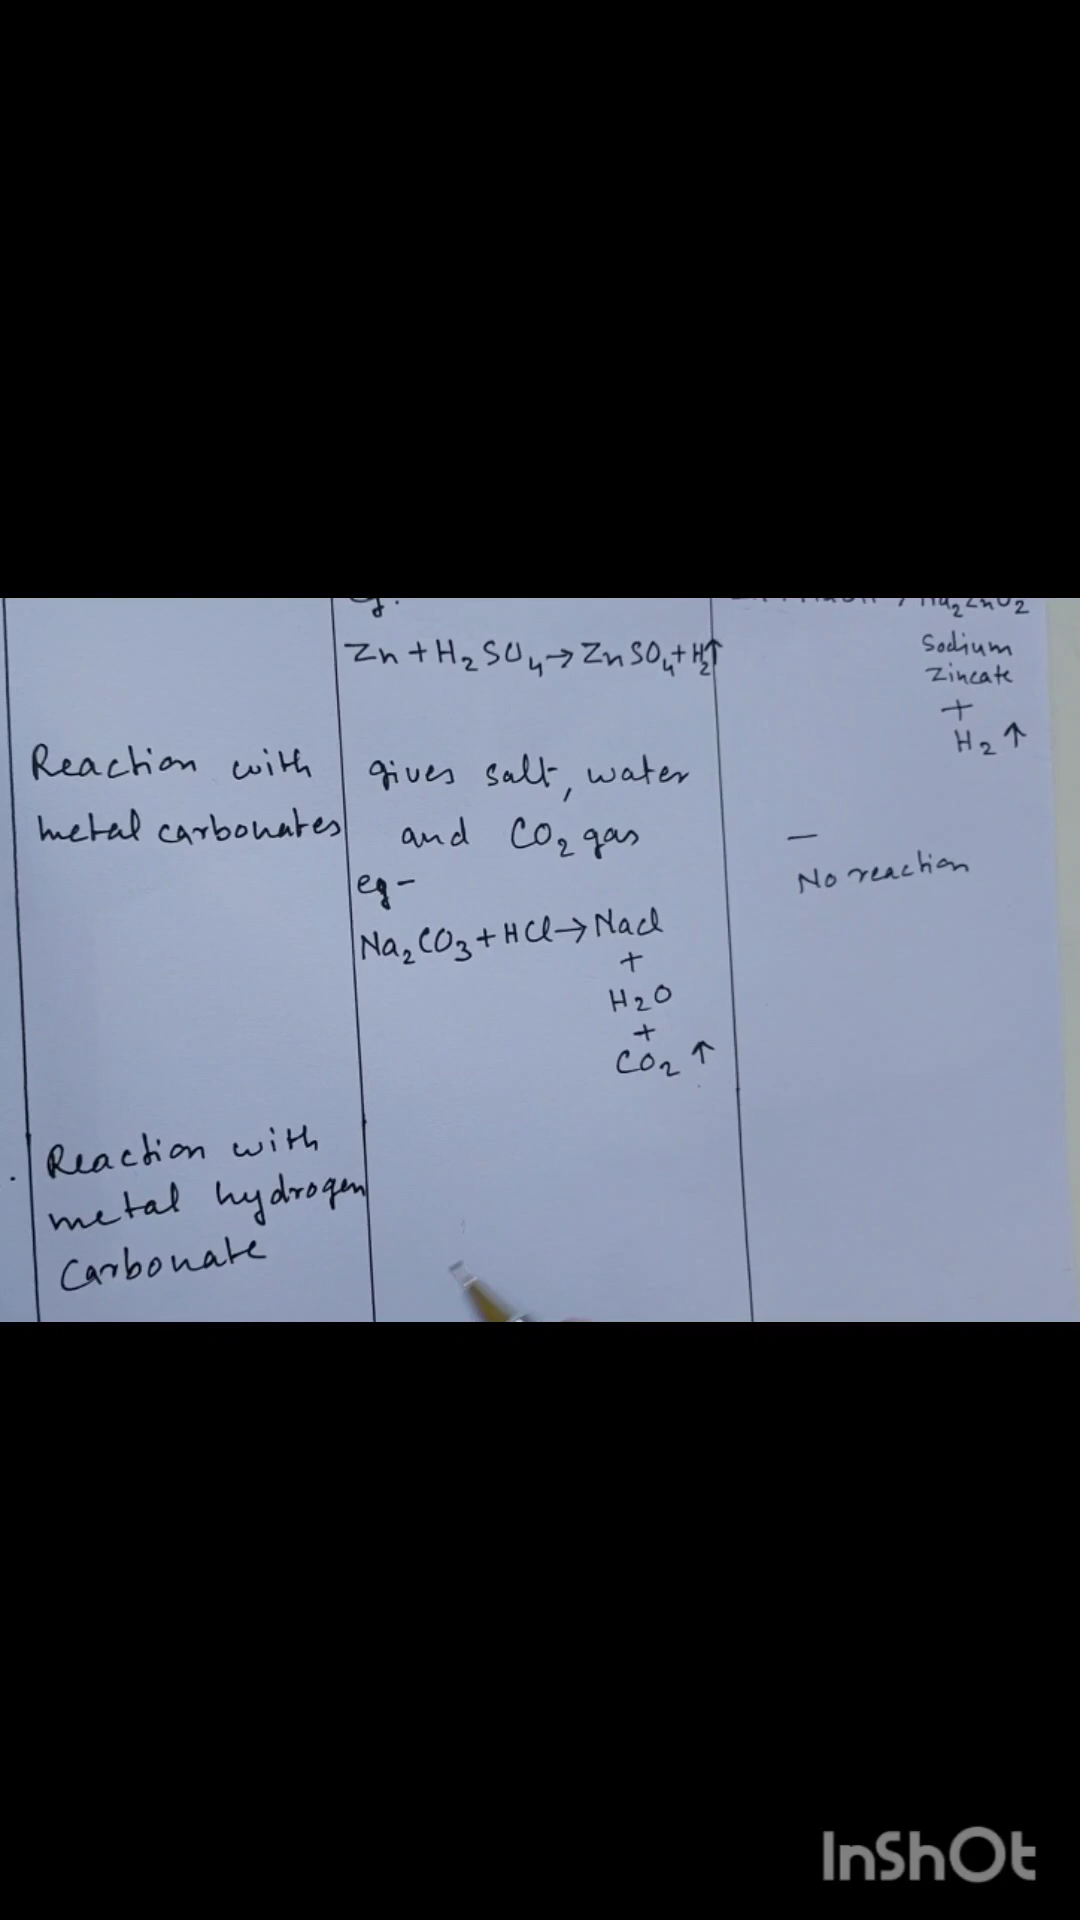 Zn + H₂SO₄ → ZnSO₄ + H₂↑
Sodium
Zincate
+
H₂ ↑
Reaction with
metal carbonates
gives salt, water
and CO₂ gas
eg -
Na₂CO₃ + HCl → NaCl
+
H₂O
+
CO₂ ↑
—
No reaction
Reaction with
metal hydrogen
Carbonate
InShOt